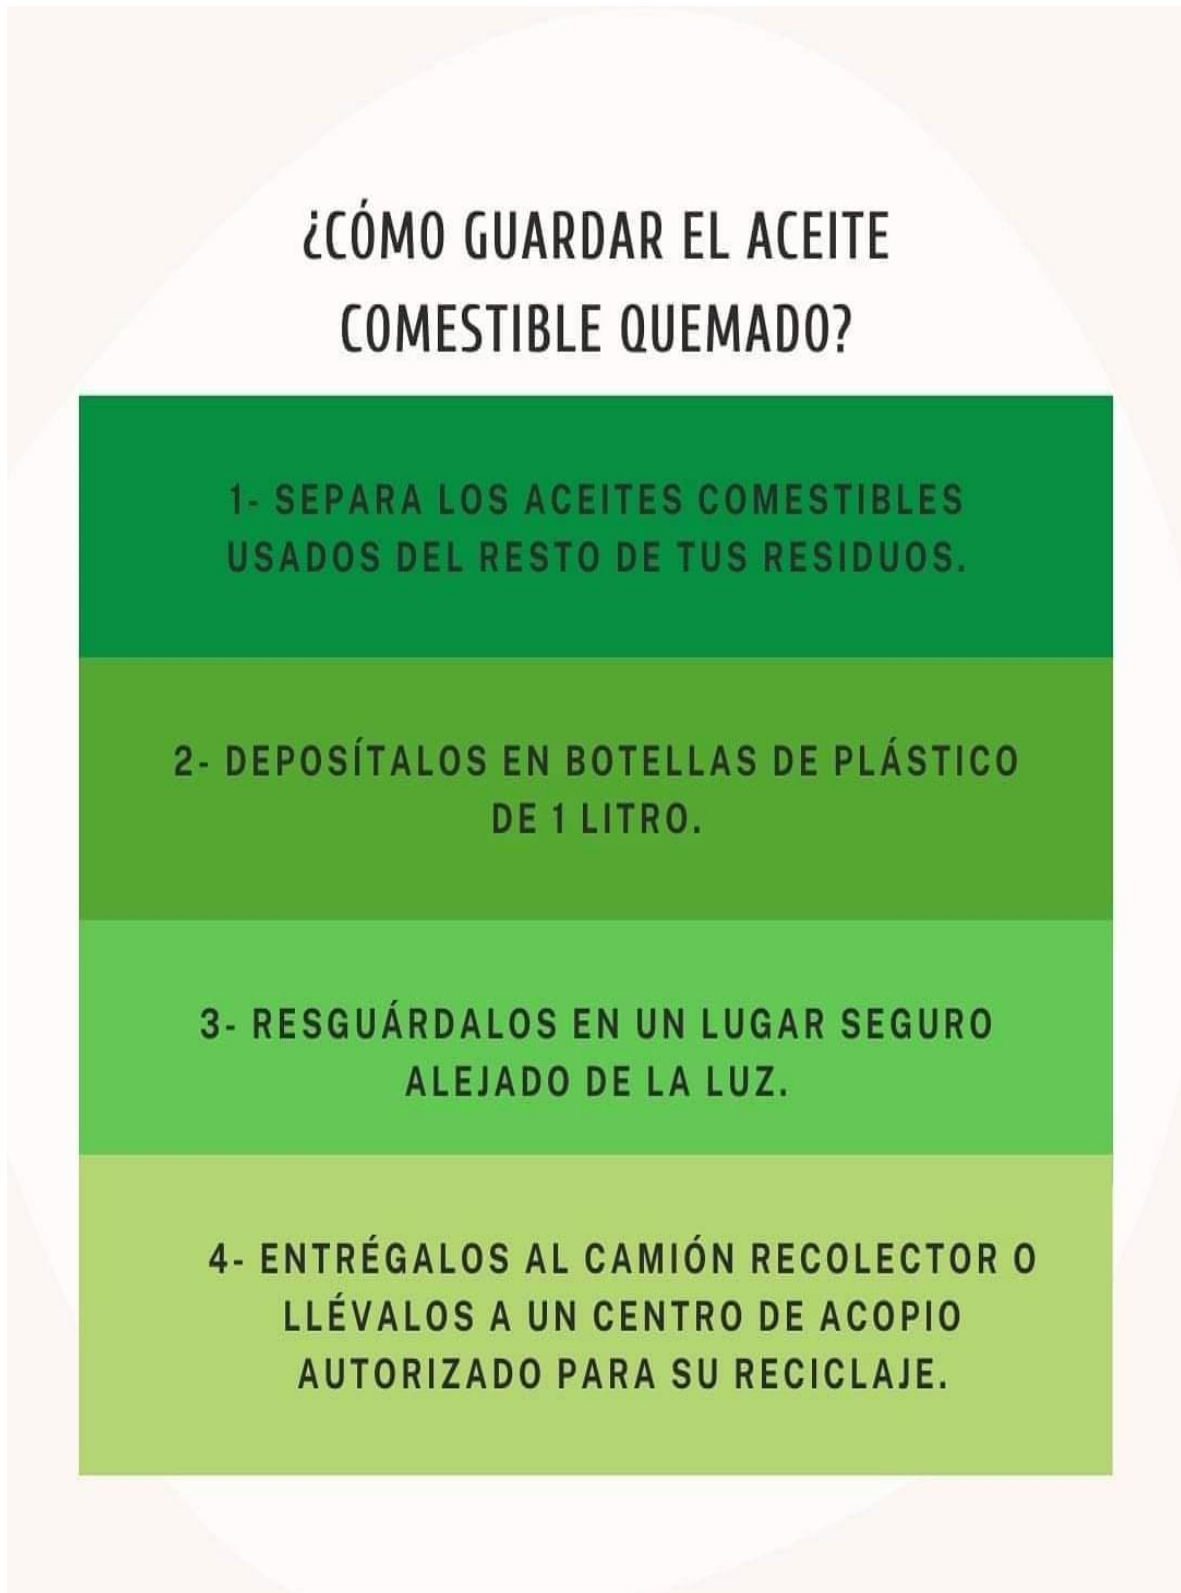 ¿CÓMO GUARDAR EL ACEITE
COMESTIBLE QUEMADO?
1- SEPARA LOS ACEITES COMESTIBLES
USADOS DEL RESTO DE TUS RESIDUOS.
2- DEPOSÍTALOS EN BOTELLAS DE PLÁSTICO
DE 1 LITRO.
3- RESGUÁRDALOS EN UN LUGAR SEGURO
ALEJADO DE LA LUZ.
4- ENTRÉGALOS AL CAMIÓN RECOLECTOR O
LLÉVALOS A UN CENTRO DE ACOPIO
AUTORIZADO PARA SU RECICLAJE.